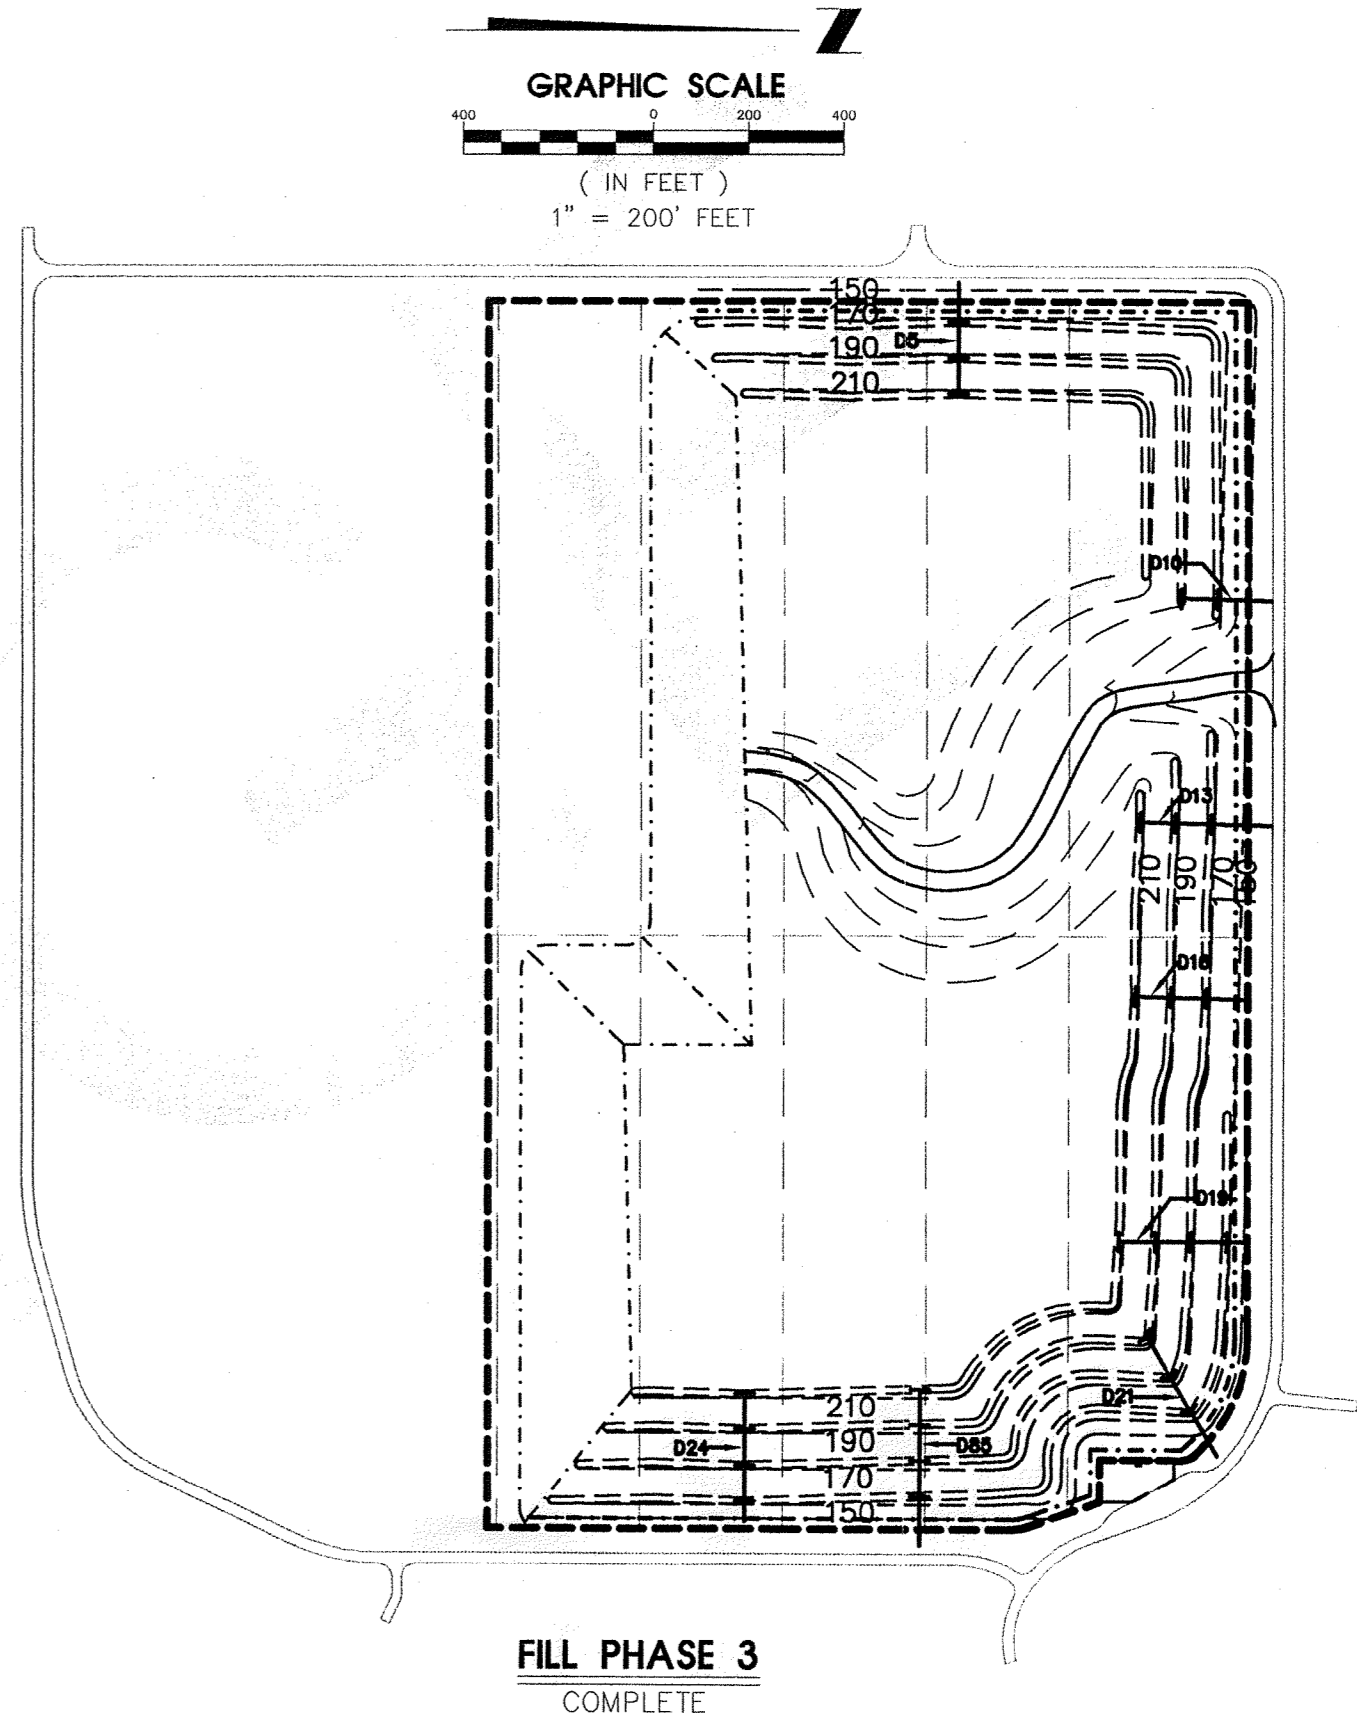 GRAPHIC SCALE
400 0 200 400
( IN FEET )
1" = 200' FEET
150
170
190
210
D5
D10
D13
210
190
170
150
D16
D19
D21
210
190
170
150
D24
D85
FILL PHASE 3
COMPLETE